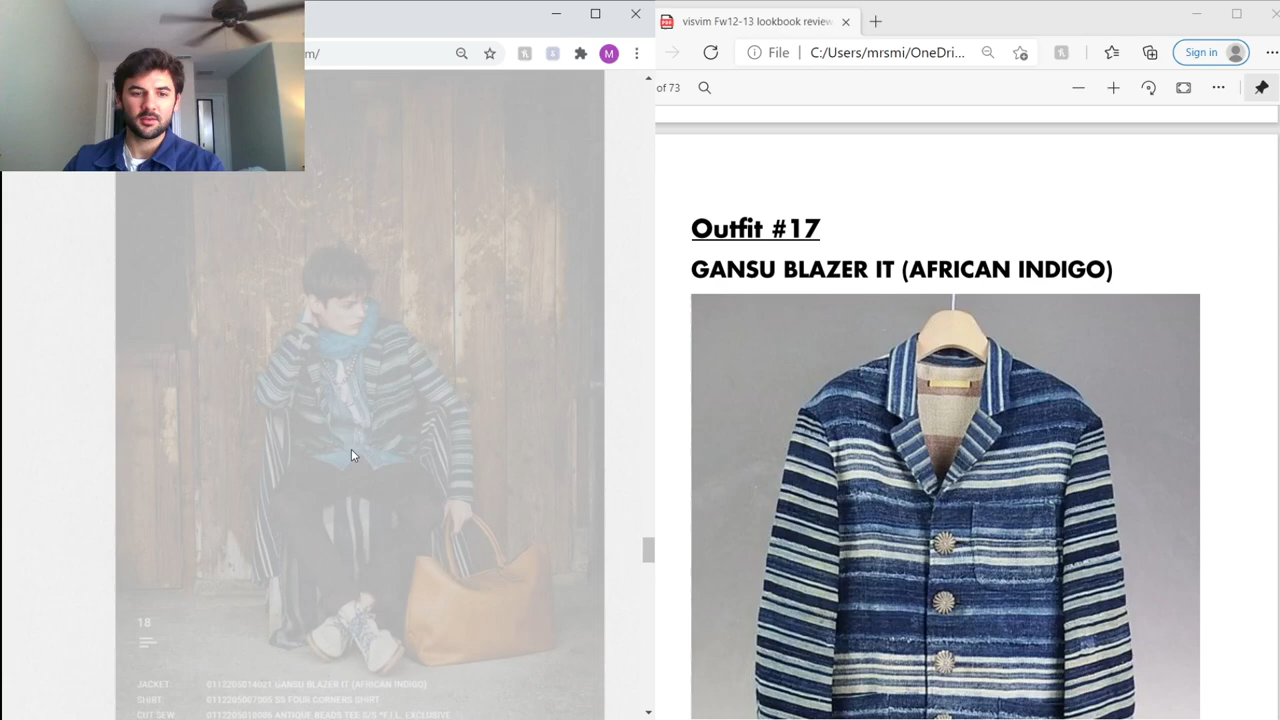 m/
M
visvim Fw12-13 lookbook review
File
C:/Users/mrsmi/OneDri...
Sign in
of 73
Outfit #17
GANSU BLAZER IT (AFRICAN INDIGO)
18
JACKET: 0112205014021 GANSU BLAZER IT (AFRICAN INDIGO)
SHIRT: 0112205007005 SS FOUR CORNERS SHIRT
CUT SEW: ANTIQUE BEADS TEE S/S *F.I.L. EXCLUSIVE